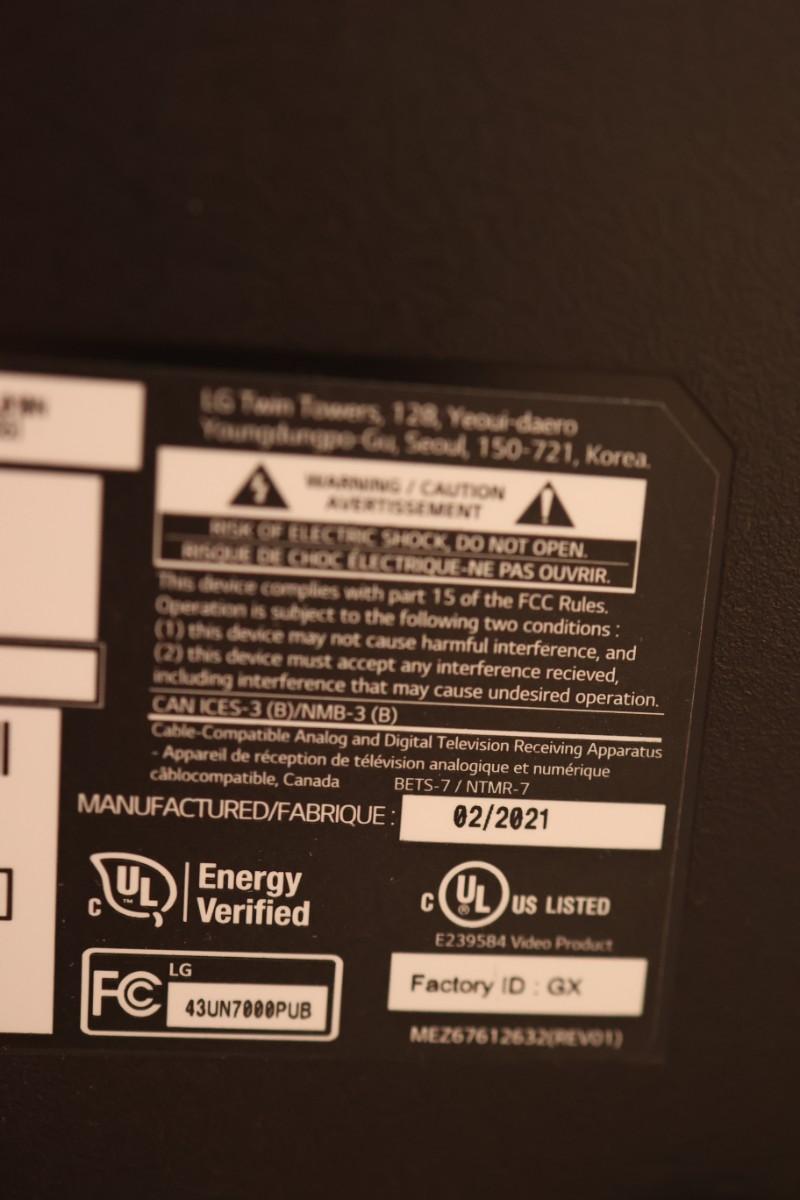 LG Twin Towers, 128, Yeoui-daero
Youngdungpo-Gu, Seoul, 150-721, Korea.
WARNING / CAUTION
AVERTISSEMENT
RISK OF ELECTRIC SHOCK, DO NOT OPEN.
RISQUE DE CHOC ÉLECTRIQUE-NE PAS OUVRIR.
This device complies with part 15 of the FCC Rules.
Operation is subject to the following two conditions :
(1) this device may not cause harmful interference, and
(2) this device must accept any interference recieved,
including interference that may cause undesired operation.
CAN ICES-3 (B)/NMB-3 (B)
Cable-Compatible Analog and Digital Television Receiving Apparatus
- Appareil de réception de télévision analogique et numérique
câblocompatible, Canada BETS-7 / NTMR-7
MANUFACTURED/FABRIQUE : 02/2021
C UL ™ Energy Verified
C UL ® US LISTED
E239584 Video Product
FC LG
43UN7000PUB
Factory ID : GX
MEZ67612632(REV01)